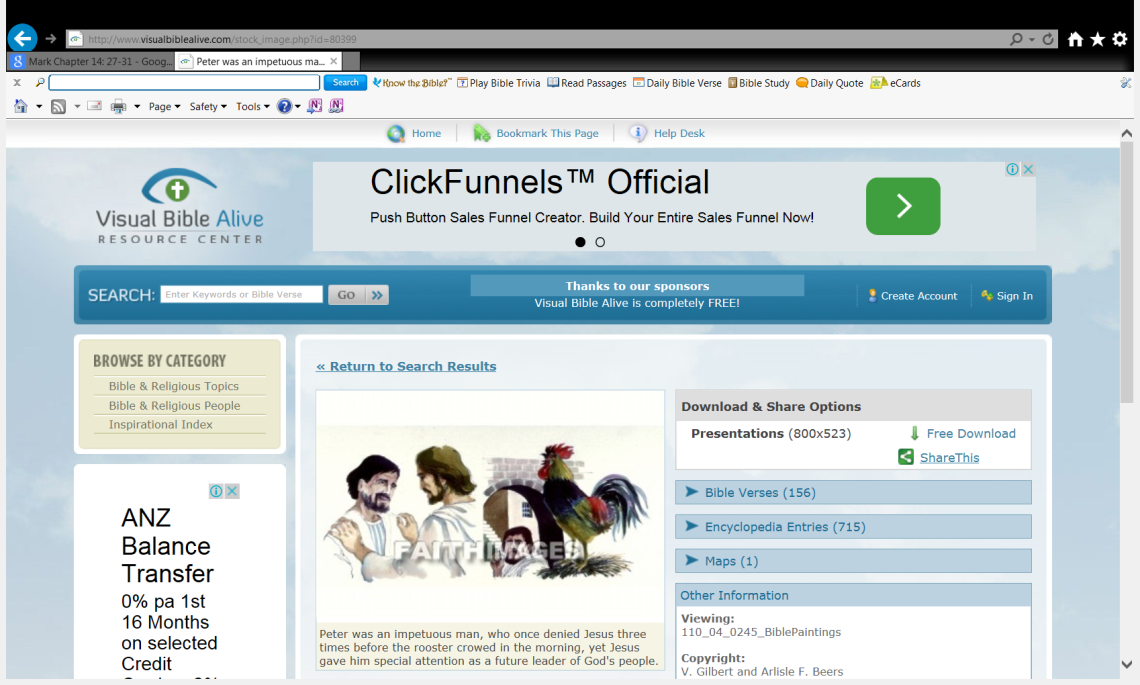 http://www.visualbiblealive.com/stock_image.php?id=80399
Mark Chapter 14: 27-31 - Goog...
Peter was an impetuous ma...
Search
Know the Bible?
Play Bible Trivia
Read Passages
Daily Bible Verse
Bible Study
Daily Quote
eCards
Page
Safety
Tools
Home
Bookmark This Page
Help Desk
Visual Bible Alive
RESOURCE CENTER
ClickFunnels™ Official
Push Button Sales Funnel Creator. Build Your Entire Sales Funnel Now!
SEARCH:
Enter Keywords or Bible Verse
GO
Thanks to our sponsors
Visual Bible Alive is completely FREE!
Create Account
Sign In
BROWSE BY CATEGORY
Bible & Religious Topics
Bible & Religious People
Inspirational Index
ANZ
Balance
Transfer
0% pa 1st
16 Months
on selected
Credit
« Return to Search Results
FAITHIMAGES
Peter was an impetuous man, who once denied Jesus three
times before the rooster crowed in the morning, yet Jesus
gave him special attention as a future leader of God's people.
Download & Share Options
Presentations (800x523)
Free Download
ShareThis
Bible Verses (156)
Encyclopedia Entries (715)
Maps (1)
Other Information
Viewing:
110_04_0245_BiblePaintings
Copyright:
V. Gilbert and Arlisle F. Beers